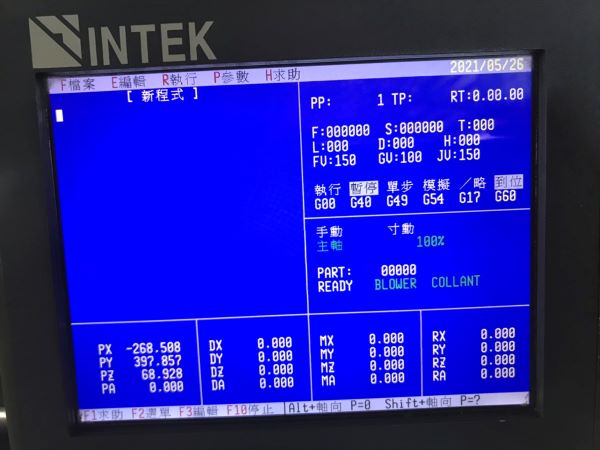 INTEK
2021/05/26
F檔案 E編輯 R執行 P參數 H求助
[ 新程式 ]
PP: 1 TP: RT:0.00.00
F:000000 S:000000 T:000
L:000 D:000 H:000
FV:150 GV:100 JV:150
執行 暫停 單步 模擬 /略 到位
G00 G40 G49 G54 G17 G60
手動 寸動
主軸 100%
PART: 00000
READY BLOWER COLLANT
PX -268.508 DX 0.000 MX 0.000 RX 0.000
PY 397.857 DY 0.000 MY 0.000 RY 0.000
PZ 68.928 DZ 0.000 MZ 0.000 RZ 0.000
PA 0.000 DA 0.000 MA 0.000 RA 0.000
F1求助 F2選單 F3編輯 F10停止 Alt+軸向 P=0 Shift+軸向 P=?